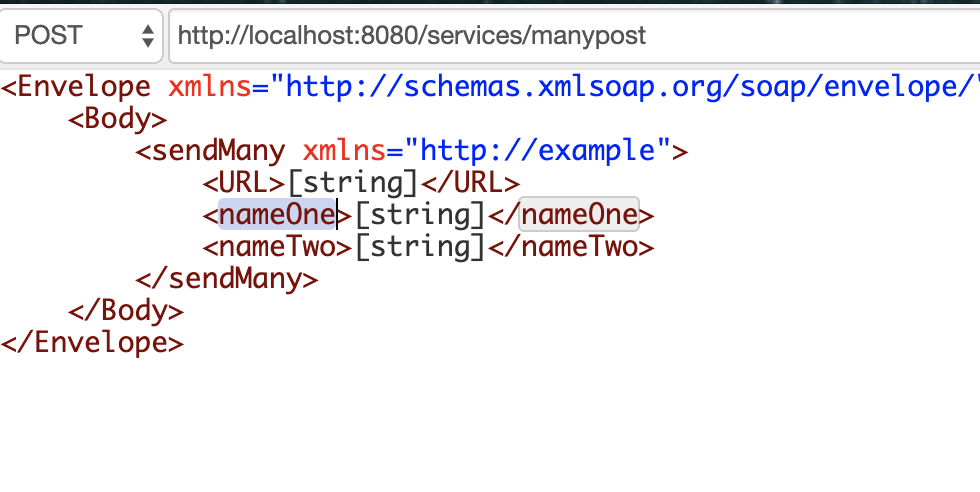 POST http://localhost:8080/services/manypost
<Envelope xmlns="http://schemas.xmlsoap.org/soap/envelope/"
<Body>
<sendMany xmlns="http://example">
<URL>[string]</URL>
<nameOne>[string]</nameOne>
<nameTwo>[string]</nameTwo>
</sendMany>
</Body>
</Envelope>